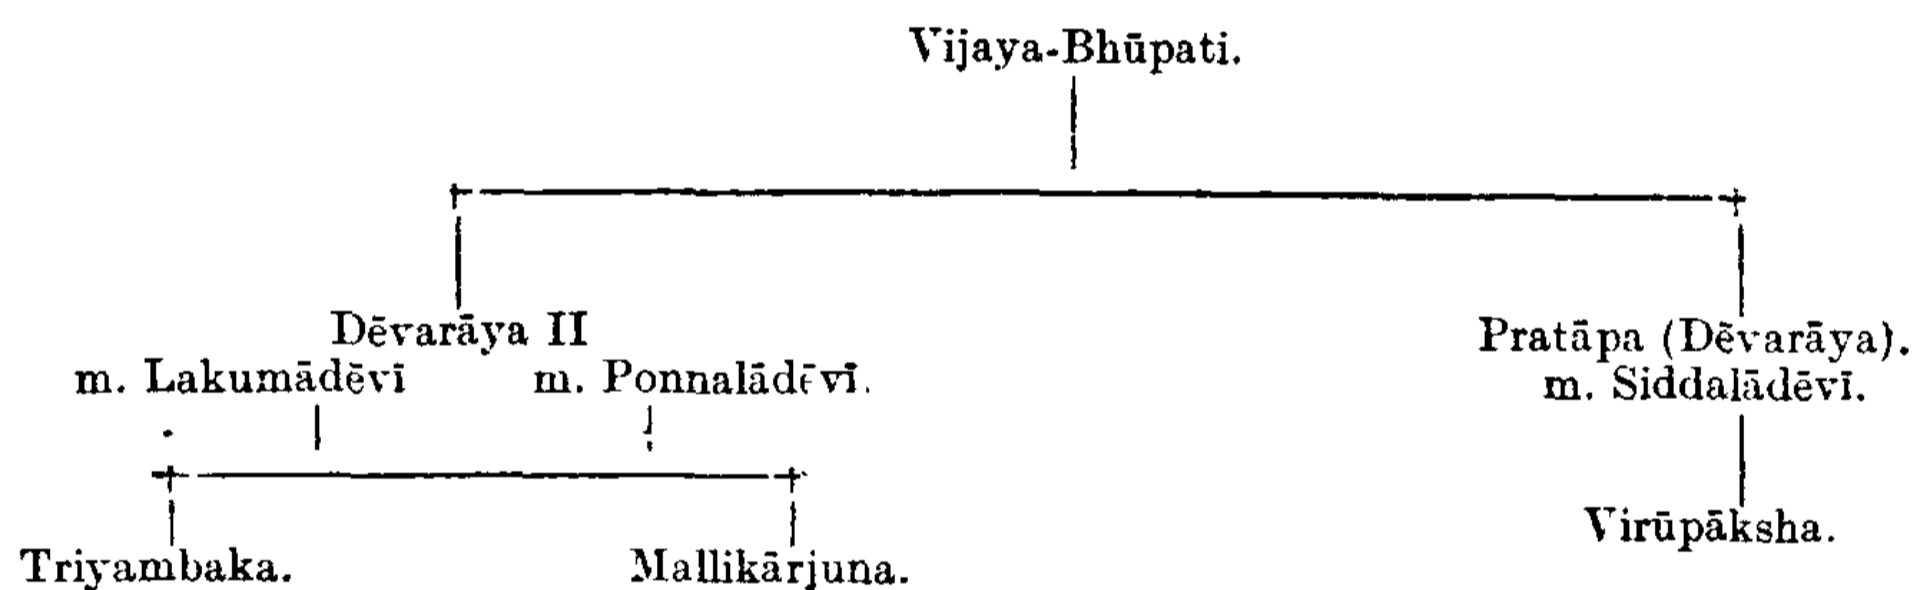 Vijaya-Bhūpati.
Dēvarāya II
Pratāpa (Dēvarāya).
m. Lakumādēvī m. Ponnalādēvī.
m. Siddalādēvī.
Virūpāksha.
Triyambaka. Mallikārjuna.